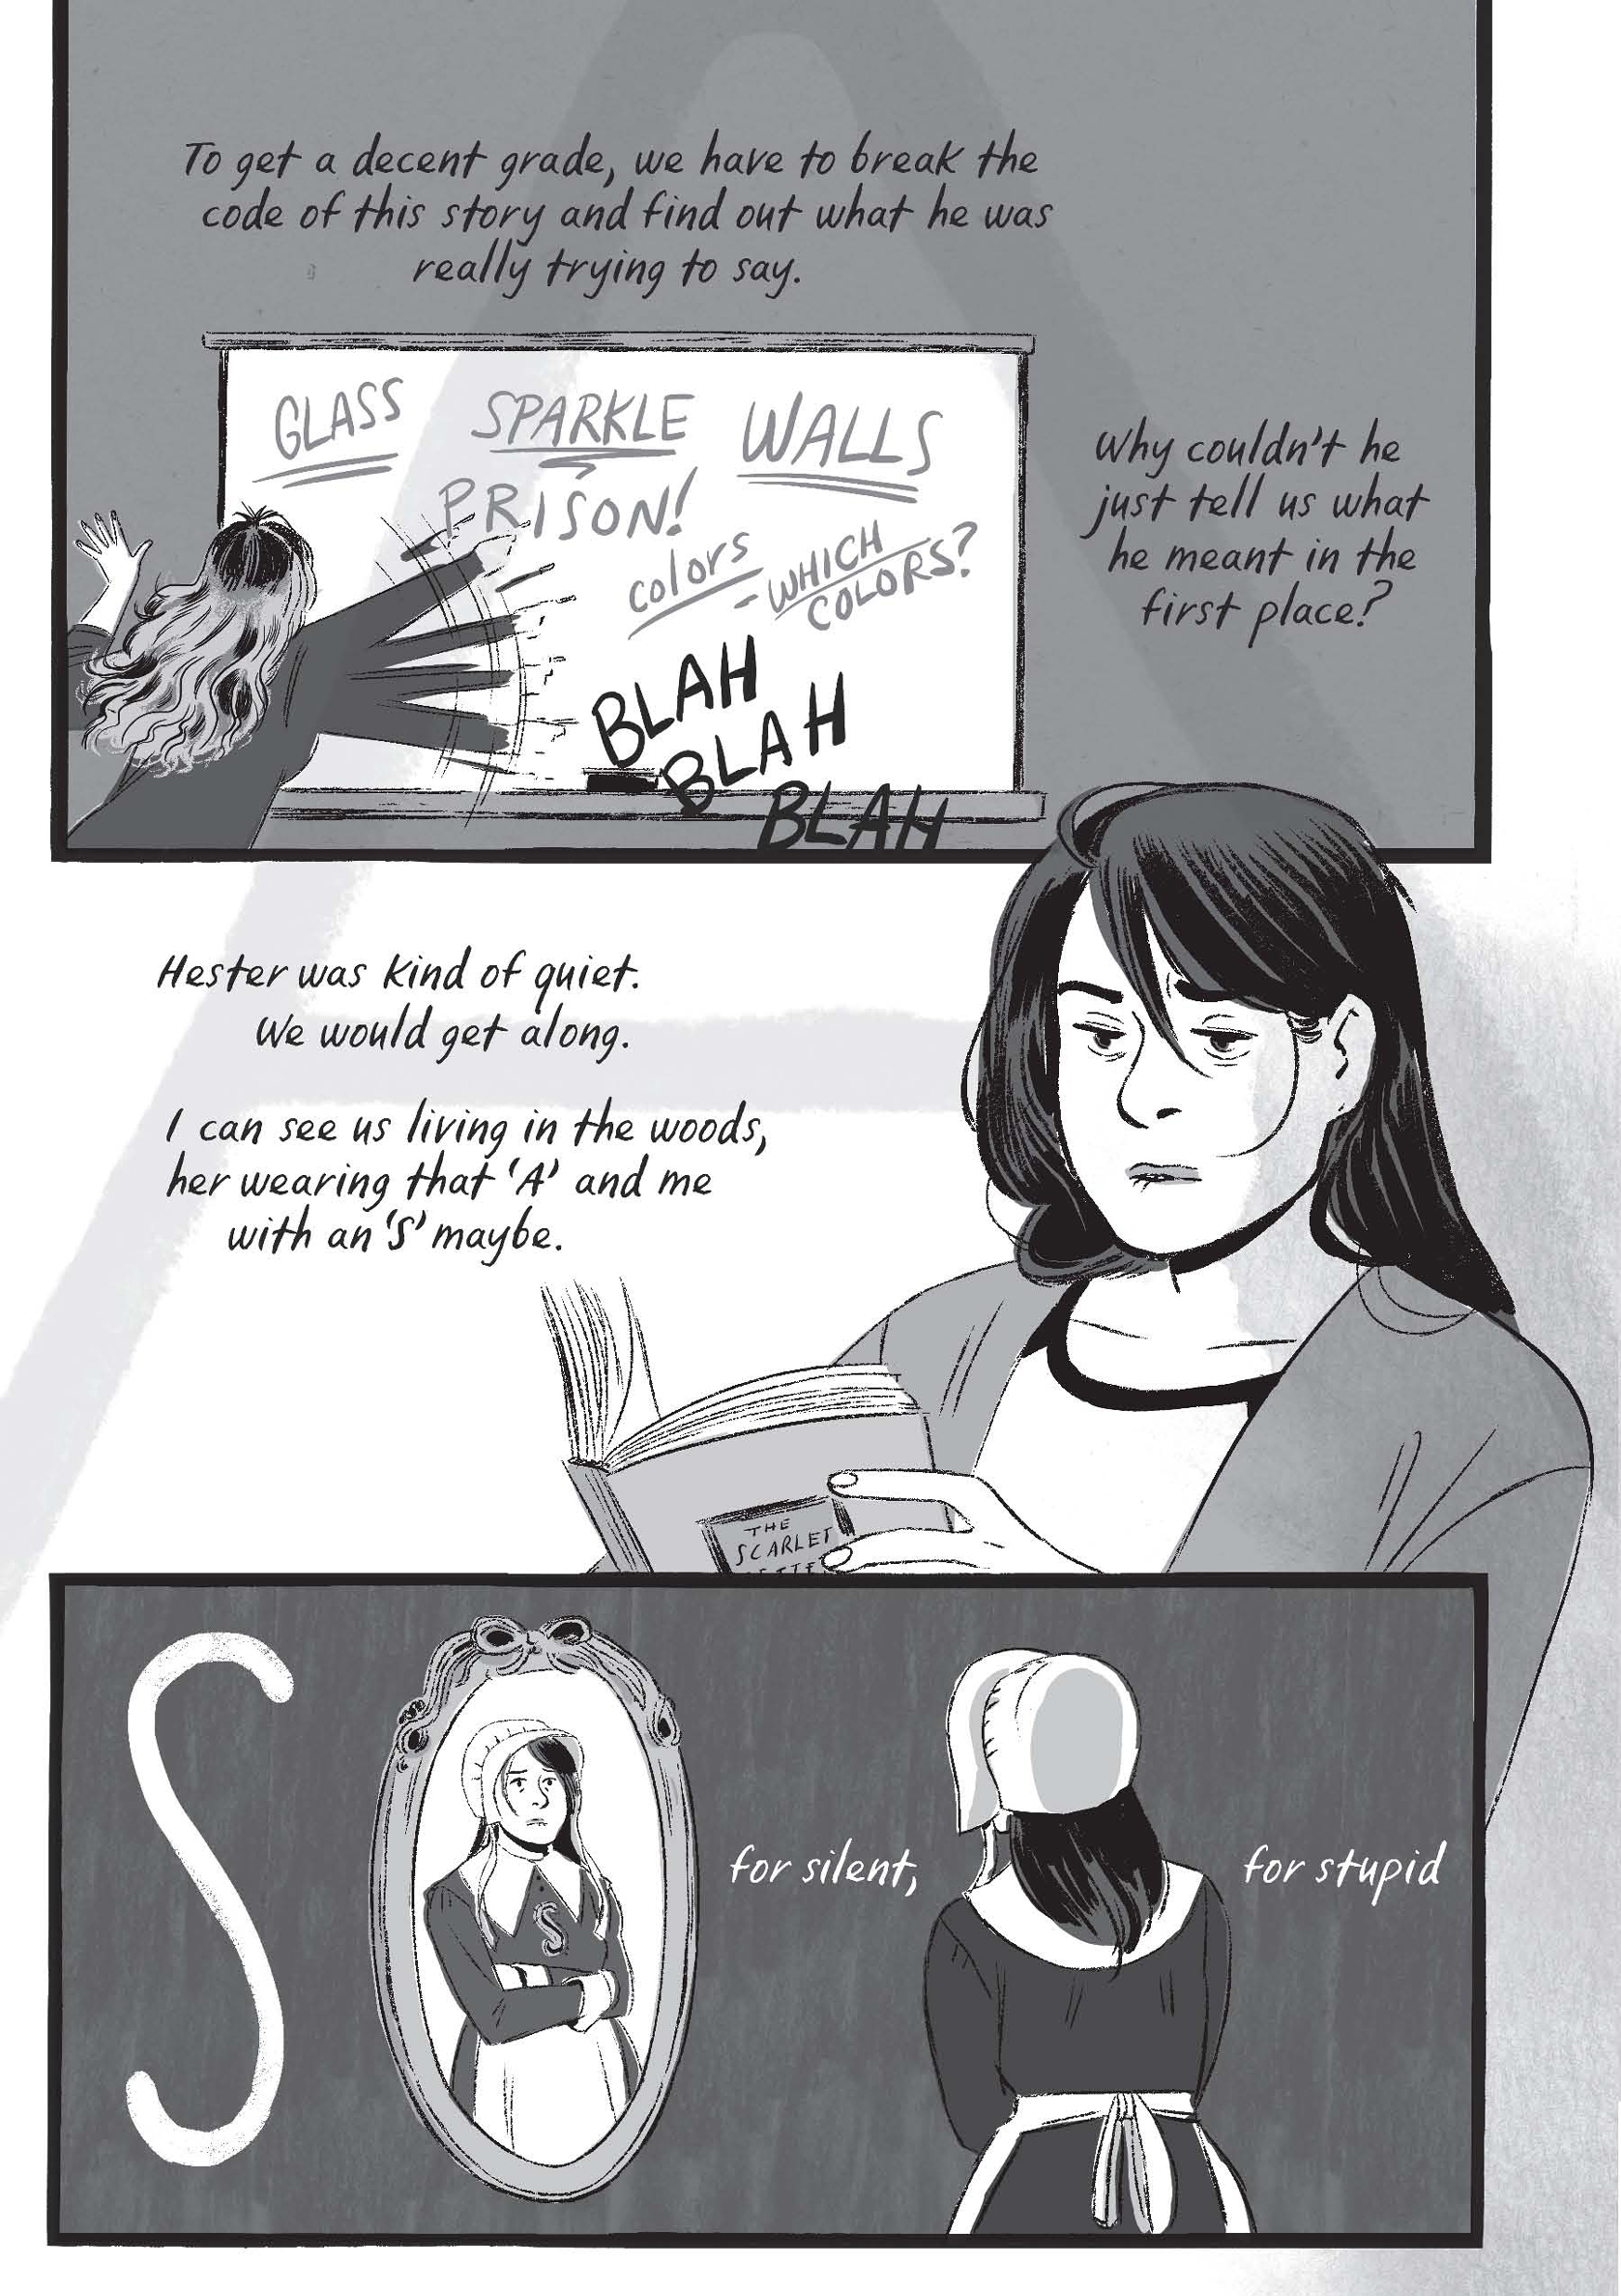 To get a decent grade, we have to break the
code of this story and find out what he was
really trying to say.
GLASS SPARKLE WALLS
PRISON!
colors
-WHICH
COLORS?
BLAH
BLAH
BLAH
Why couldn't he
just tell us what
he meant in the
first place?
Hester was kind of quiet.
We would get along.
I can see us living in the woods,
her wearing that 'A' and me
with an 'S' maybe.
THE
SCARLET
S
S
for silent,
for stupid